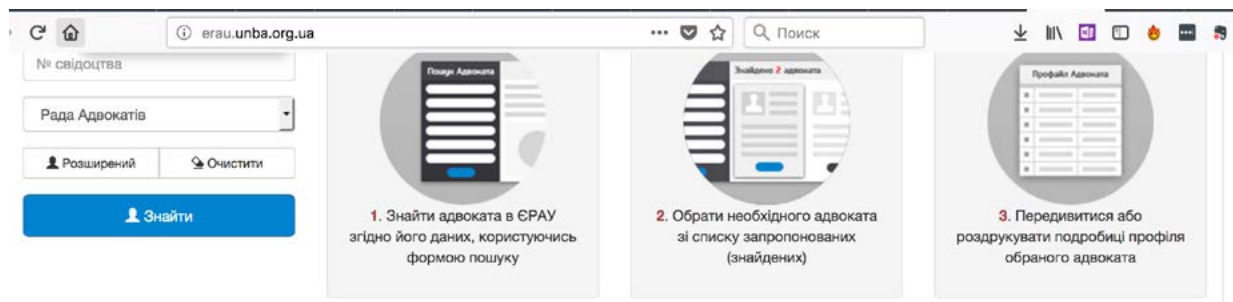 erau.unba.org.ua
Поиск
№ свідоцтва
Рада Адвокатів
Розширений
Очистити
Знайти
Пошук Адвоката
1. Знайти адвоката в ЄРАУ
згідно його даних, користуючись
формою пошуку
Знайдено 2 адвоката
2. Обрати необхідного адвоката
зі списку запропонованих
(знайдених)
Профайл Адвоката
3. Передивитися або
роздрукувати подробиці профіля
обраного адвоката